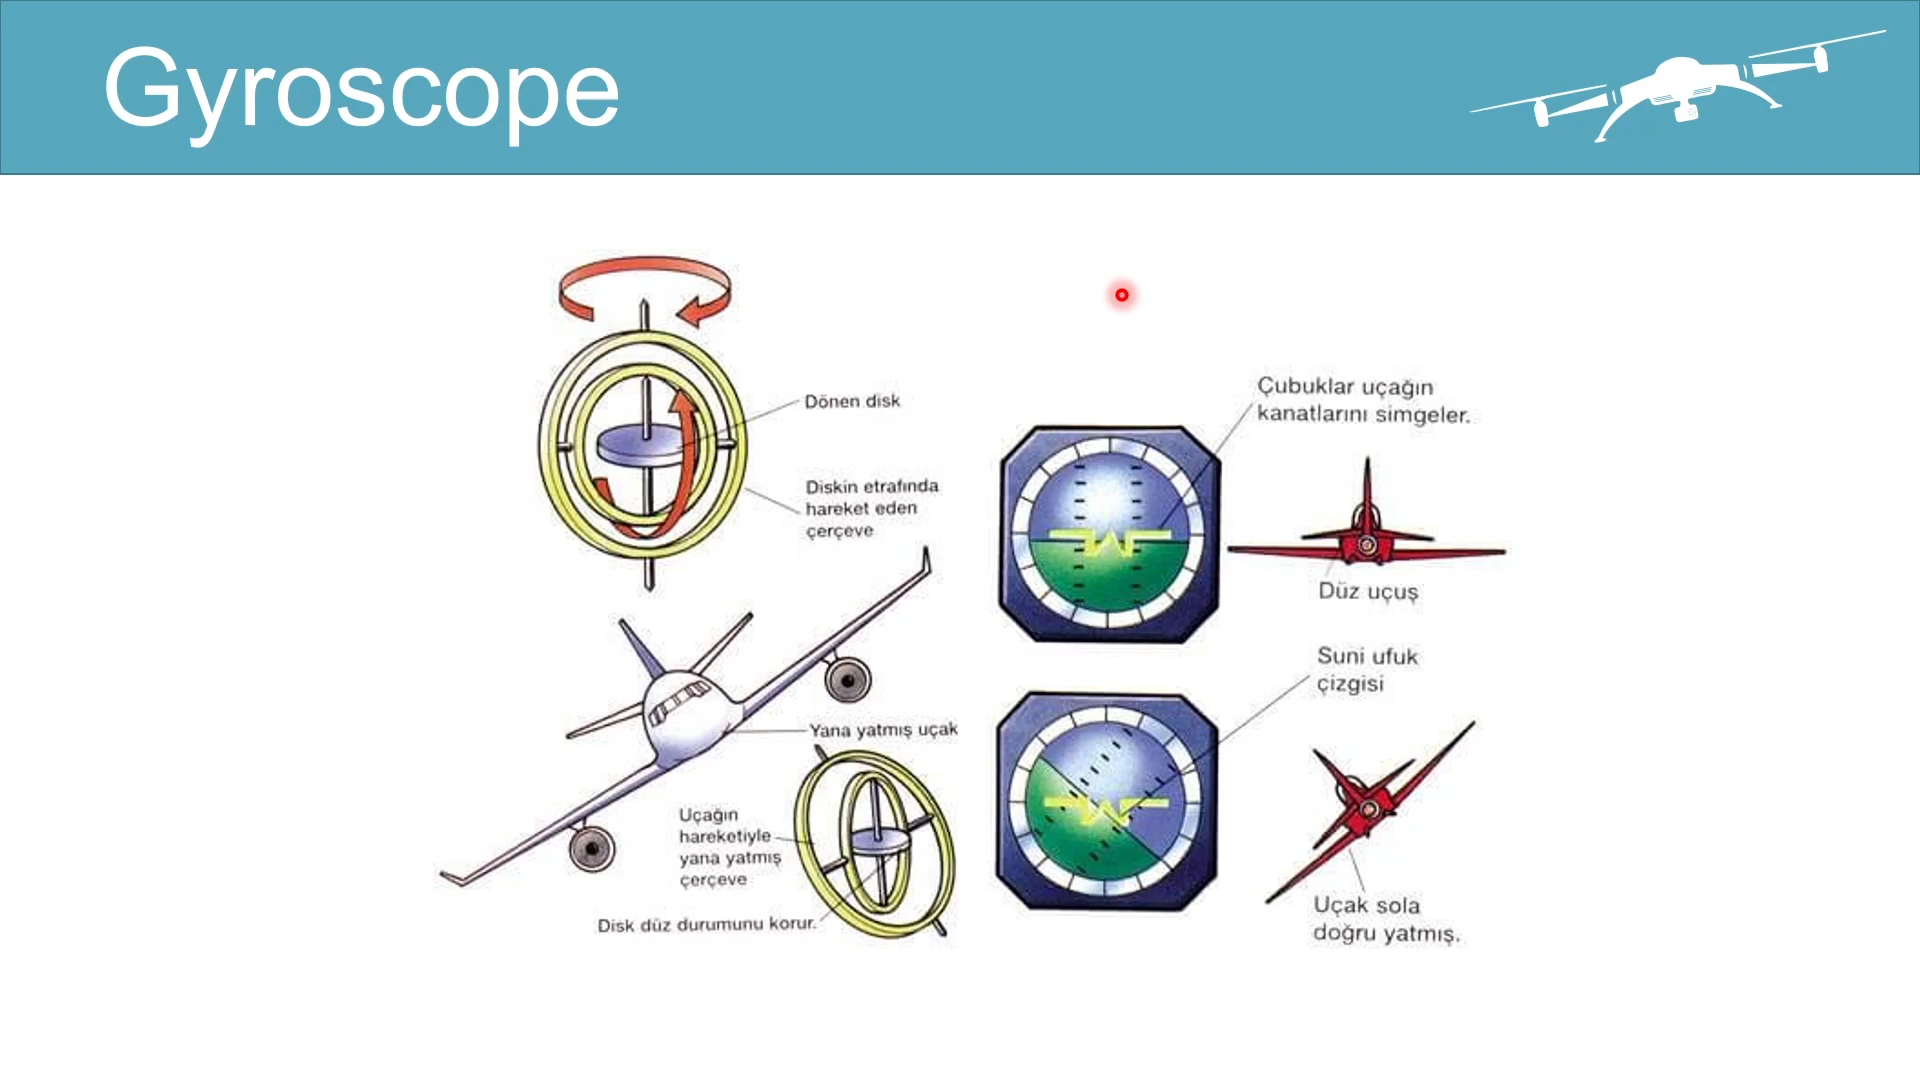 Gyroscope
Dönen disk
Diskin etrafında
hareket eden
çerçeve
Yana yatmış uçak
Uçağın
hareketiyle
yana yatmış
çerçeve
Disk düz durumunu korur.
Çubuklar uçağın
kanatlarını simgeler.
Düz uçuş
Suni ufuk
çizgisi
Uçak sola
doğru yatmış.